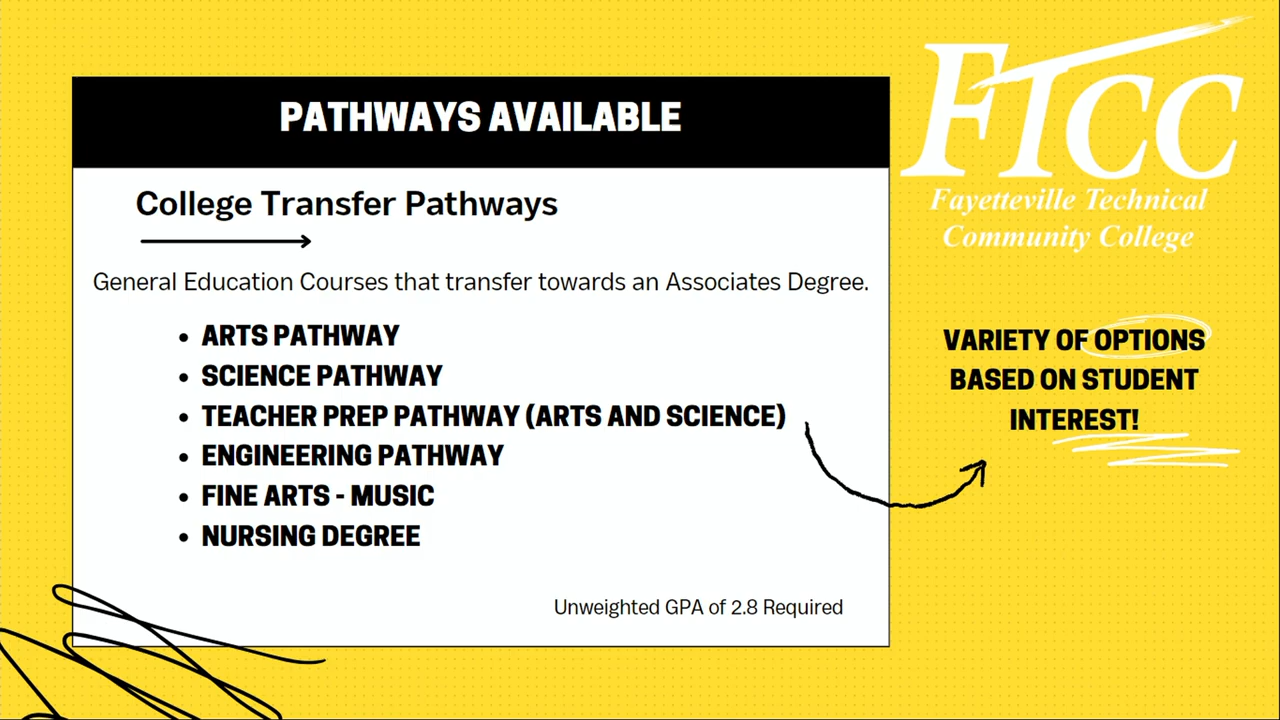 PATHWAYS AVAILABLE
College Transfer Pathways
General Education Courses that transfer towards an Associates Degree.
• ARTS PATHWAY
• SCIENCE PATHWAY
• TEACHER PREP PATHWAY (ARTS AND SCIENCE)
• ENGINEERING PATHWAY
• FINE ARTS - MUSIC
• NURSING DEGREE
Unweighted GPA of 2.8 Required
FTCC
Fayetteville Technical
Community College
VARIETY OF OPTIONS
BASED ON STUDENT
INTEREST!